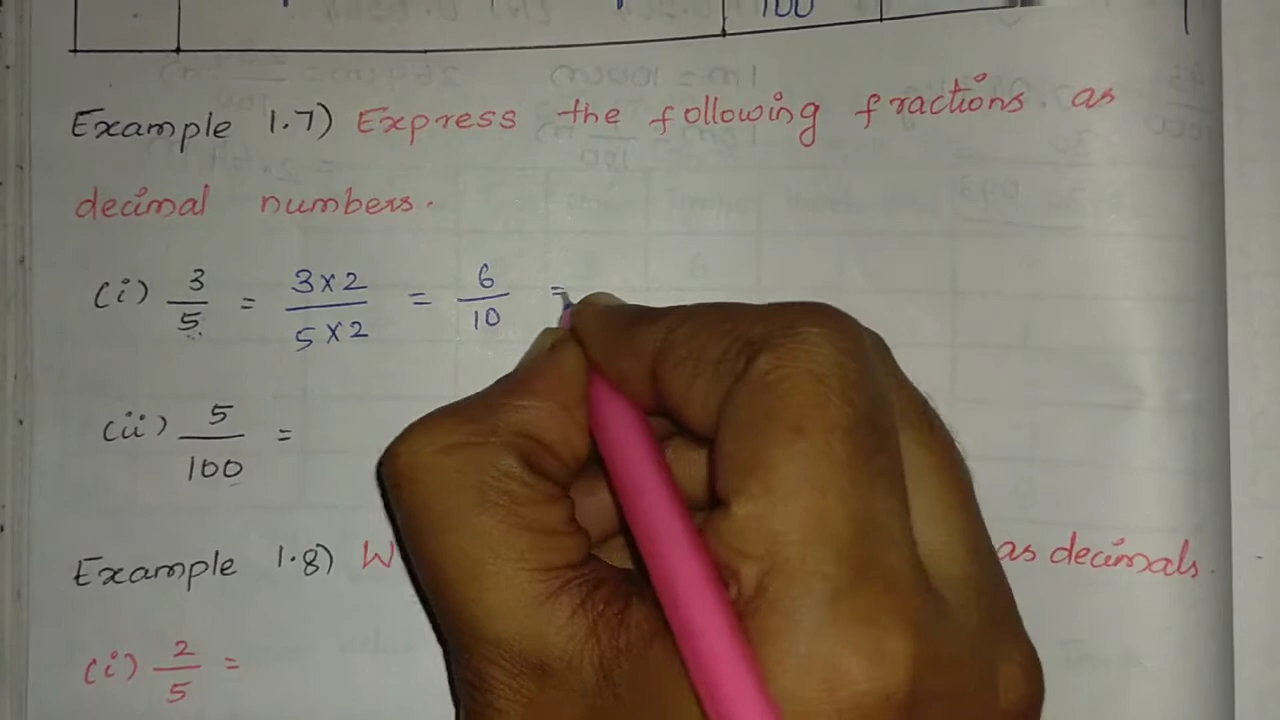 100
Example 1.7) Express the following fractions as
decimal numbers.
(i) 3/5 = 3×2/5×2 = 6/10 =
(ii) 5/100 =
Example 1.8) W as decimals.
(i) 2/5 =